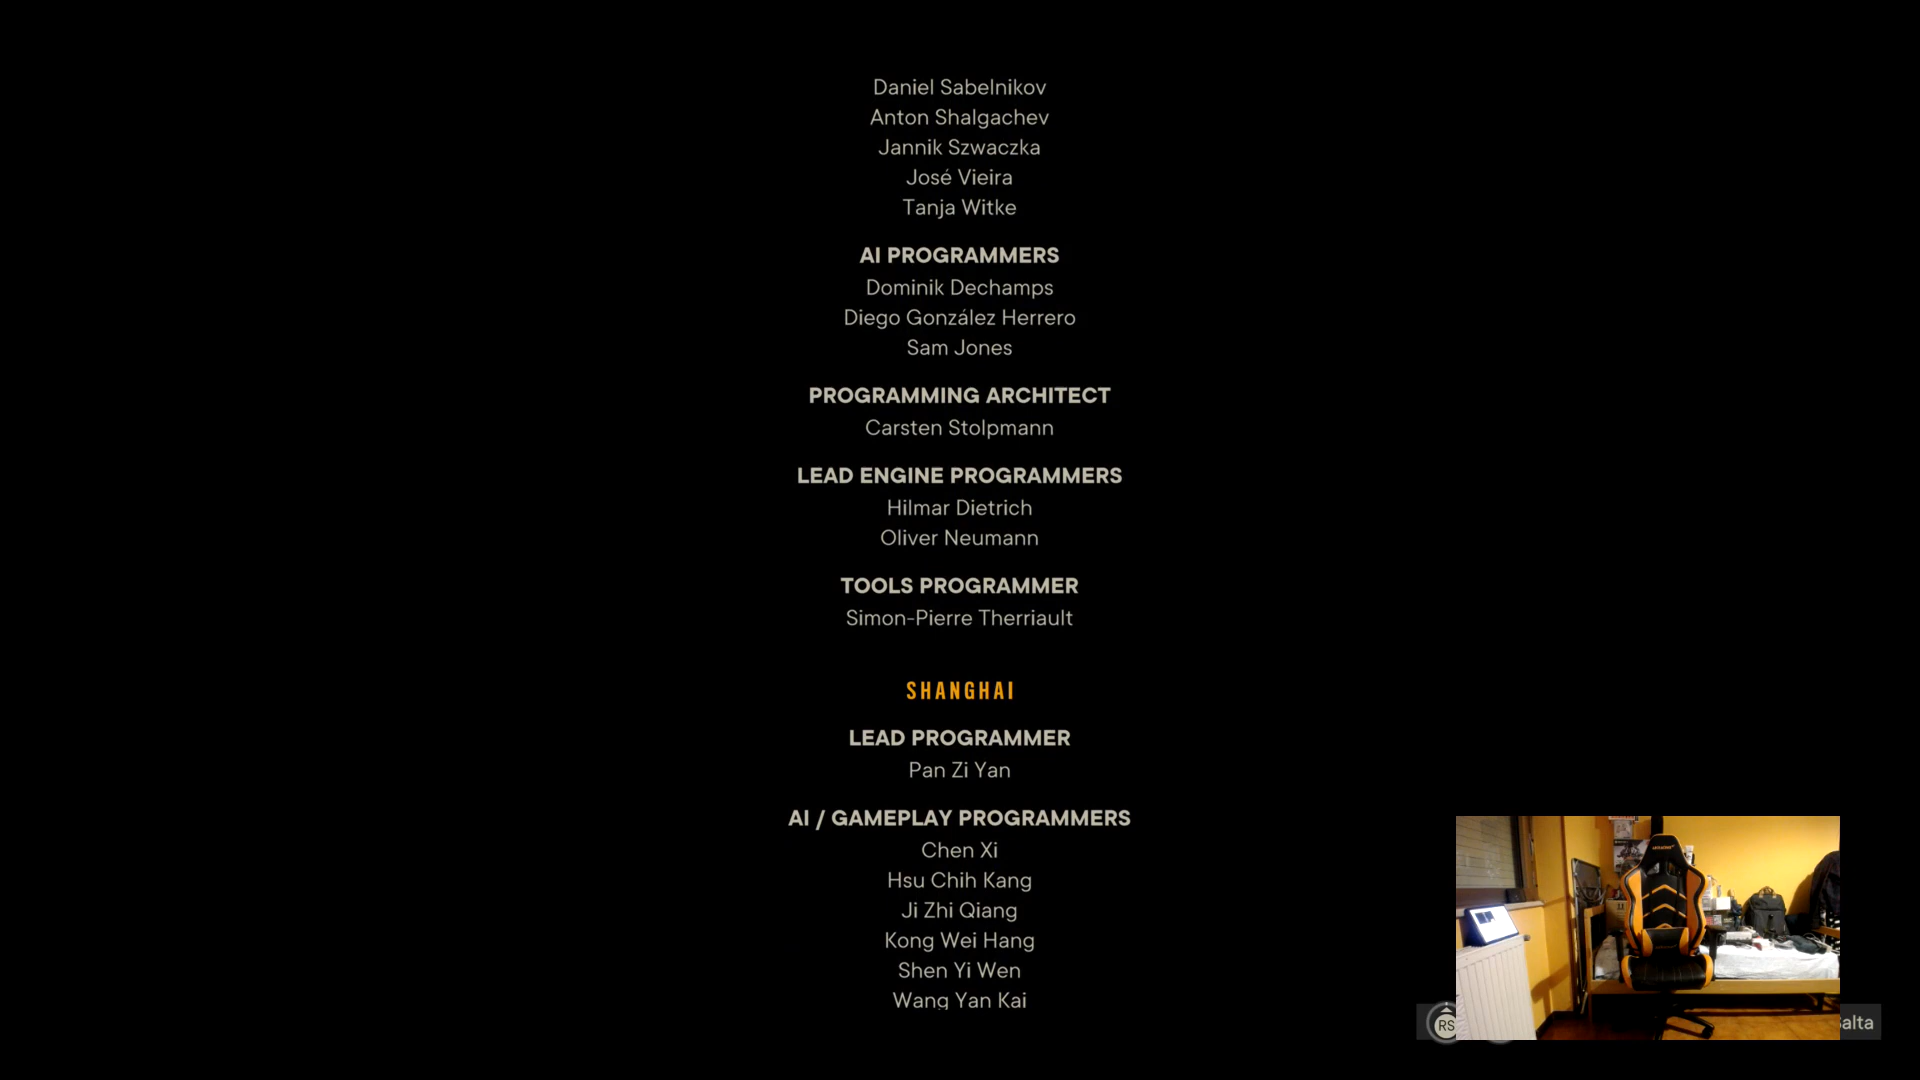 Daniel Sabelnikov
Anton Shalgachev
Jannik Szwaczka
José Vieira
Tanja Witke
AI PROGRAMMERS
Dominik Dechamps
Diego González Herrero
Sam Jones
PROGRAMMING ARCHITECT
Carsten Stolpmann
LEAD ENGINE PROGRAMMERS
Hilmar Dietrich
Oliver Neumann
TOOLS PROGRAMMER
Simon-Pierre Therriault
SHANGHAI
LEAD PROGRAMMER
Pan Zi Yan
AI / GAMEPLAY PROGRAMMERS
Chen Xi
Hsu Chih Kang
Ji Zhi Qiang
Kong Wei Hang
Shen Yi Wen
Wang Yan Kai
RS
alta